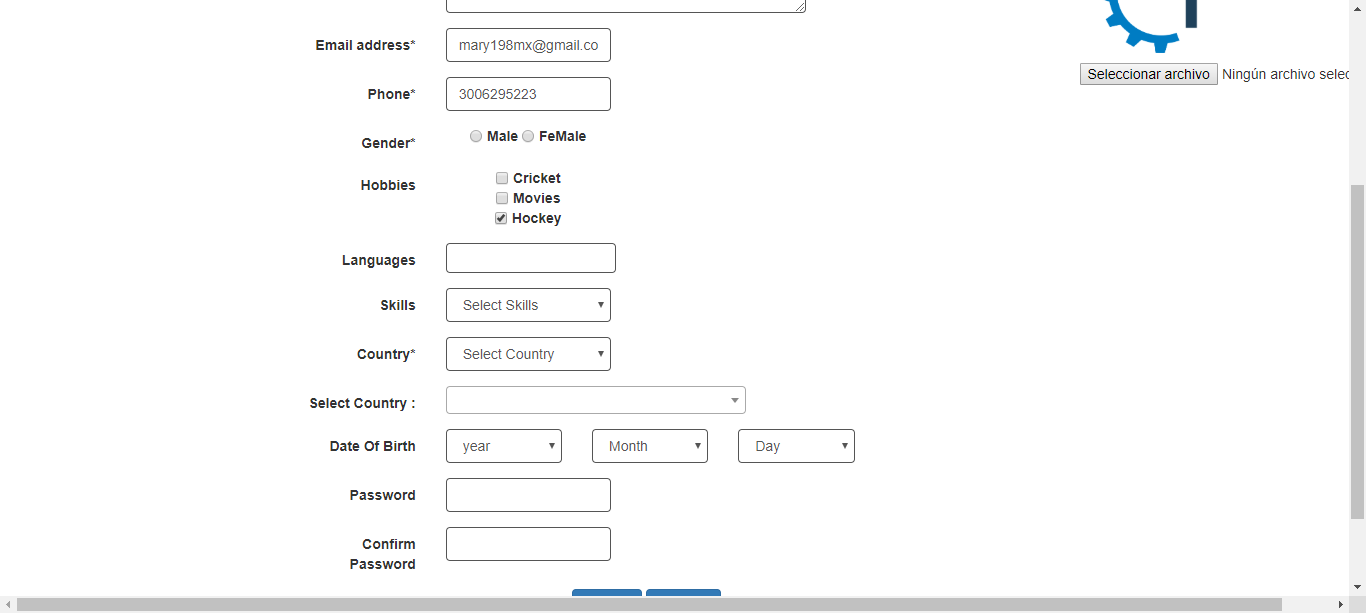 Email address* mary198mx@gmail.co
Seleccionar archivo Ningún archivo selec
Phone* 3006295223
Gender* Male FeMale
Hobbies Cricket
Movies
Hockey
Languages
Skills Select Skills
Country* Select Country
Select Country :
Date Of Birth year Month Day
Password
Confirm
Password